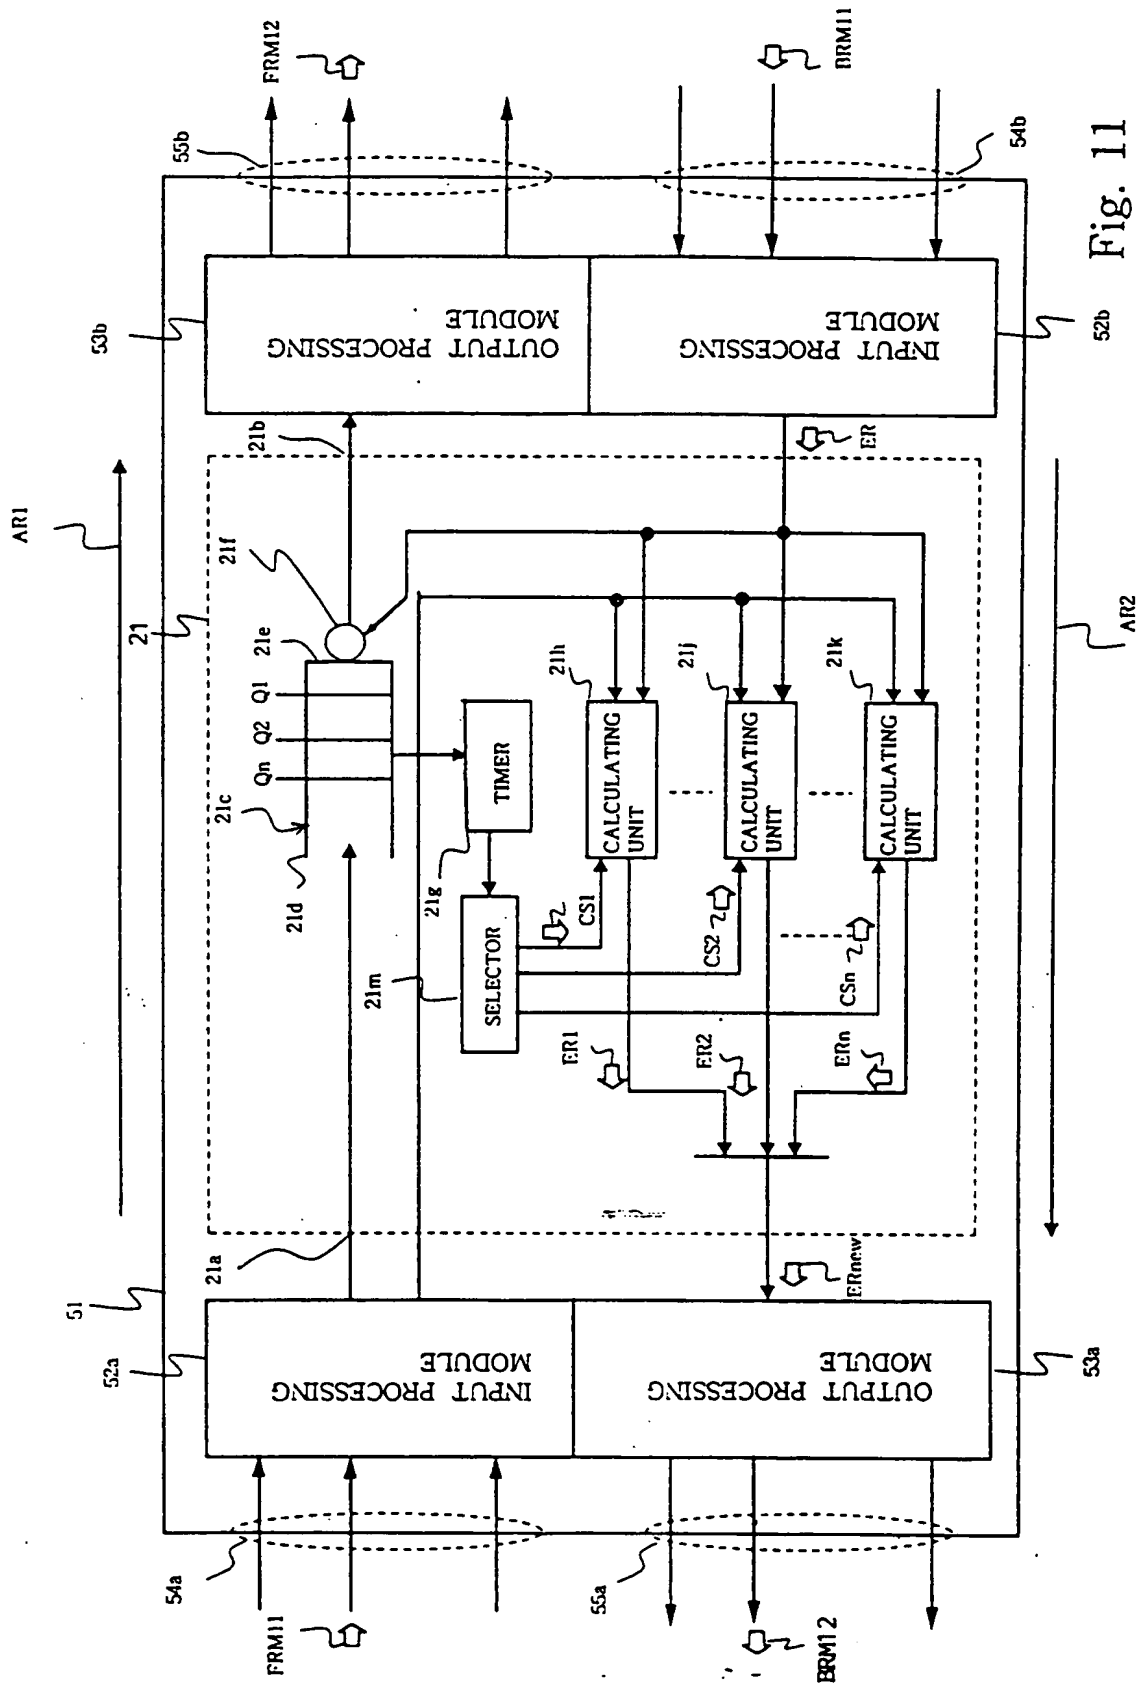 AR1
51
21
52a
INPUT PROCESSING
MODULE
53b
OUTPUT PROCESSING
MODULE
54a
55b
FRM11
FRM12
21a
21b
21c
21d
Qn
Q2
Q1
21e
21f
21g
TIMER
21m
SELECTOR
CS1
CS2
CSn
21h
CALCULATING
UNIT
21j
CALCULATING
UNIT
21k
CALCULATING
UNIT
ER1
ER2
ERn
ERnew
ER
OUTPUT PROCESSING
MODULE
53a
INPUT PROCESSING
MODULE
52b
55a
54b
BRM12
BRM11
AR2
Fig. 11